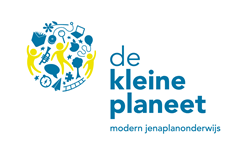 de
kleine
planeet
modern jenaplanonderwijs